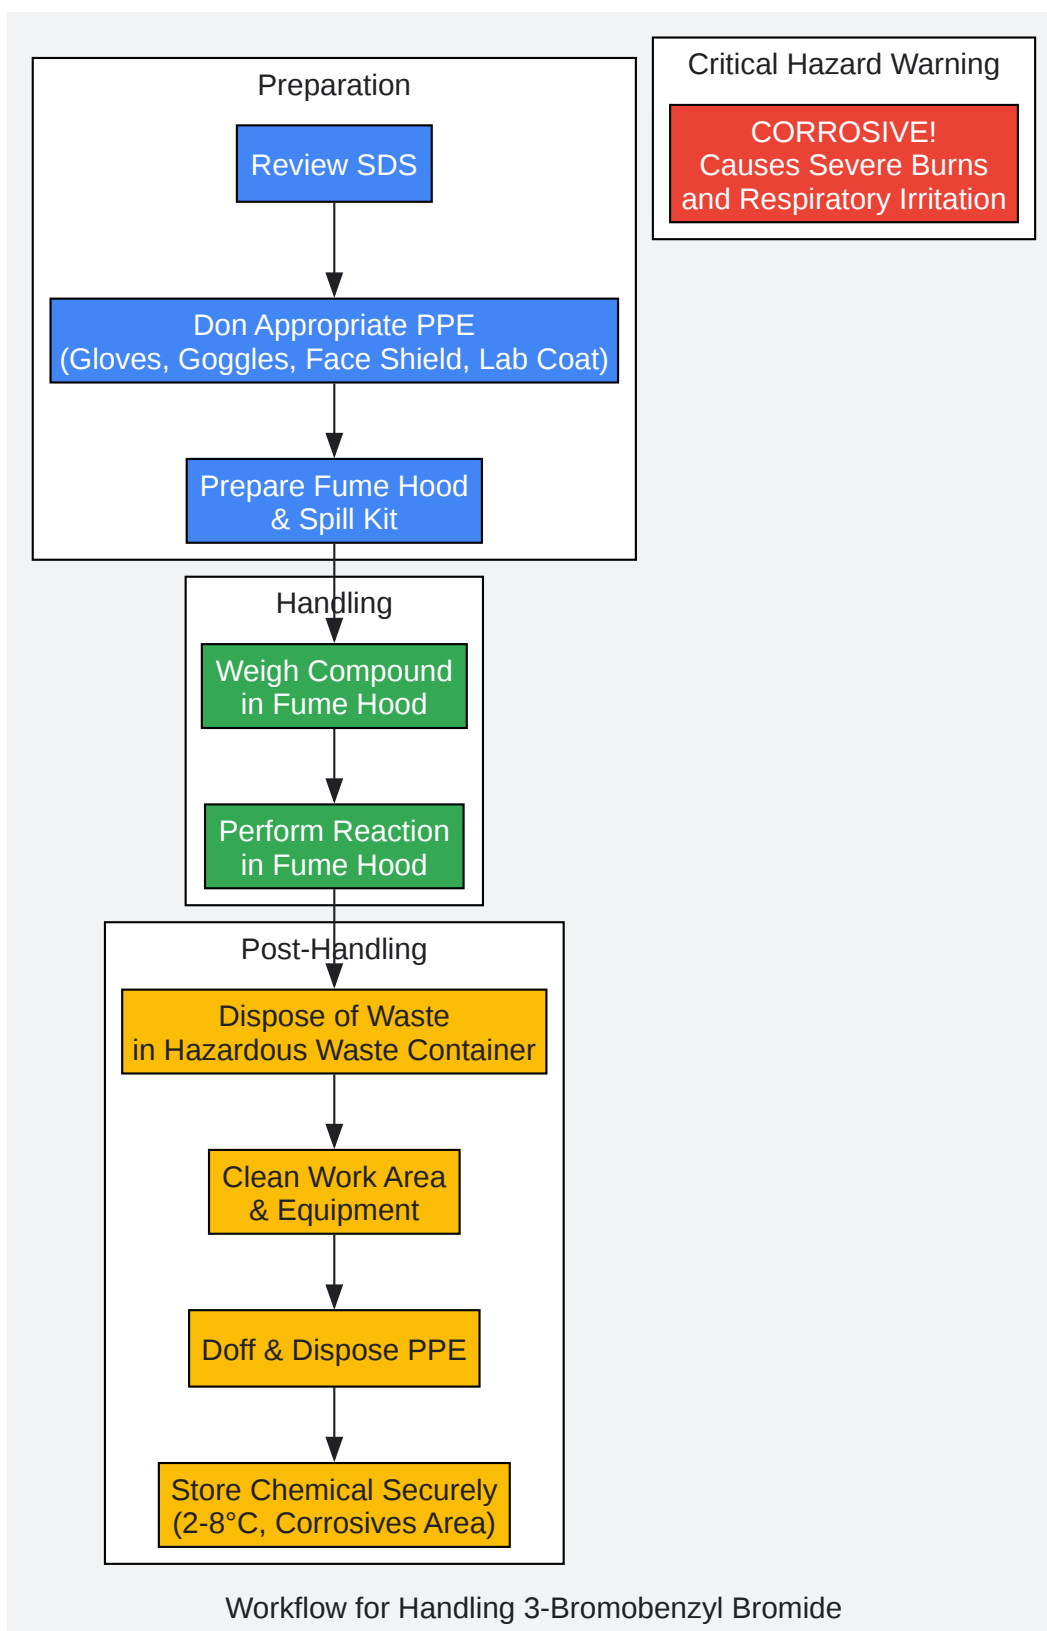 Preparation
Review SDS
Don Appropriate PPE
(Gloves, Goggles, Face Shield, Lab Coat)
Prepare Fume Hood
& Spill Kit
Critical Hazard Warning
CORROSIVE!
Causes Severe Burns
and Respiratory Irritation
Handling
Weigh Compound
in Fume Hood
Perform Reaction
in Fume Hood
Post-Handling
Dispose of Waste
in Hazardous Waste Container
Clean Work Area
& Equipment
Doff & Dispose PPE
Store Chemical Securely
(2-8°C, Corrosives Area)
Workflow for Handling 3-Bromobenzyl Bromide